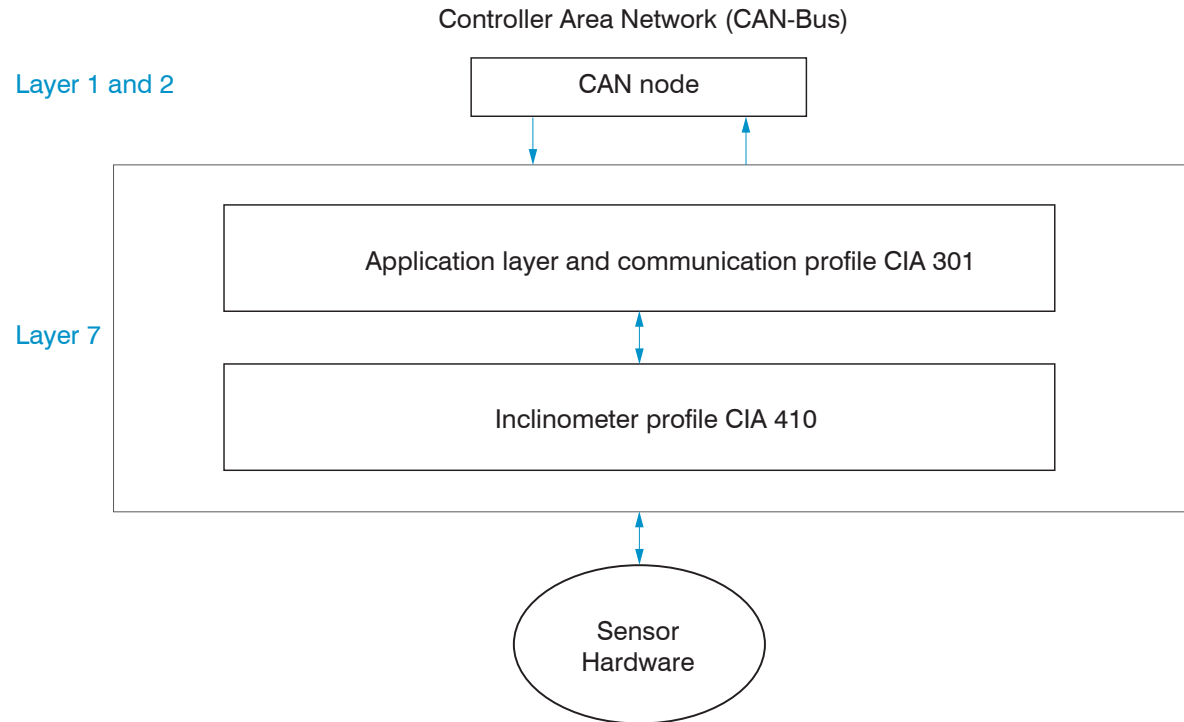 Controller Area Network (CAN-Bus)
Layer 1 and 2
CAN node
Application layer and communication profile CIA 301
Layer 7
Inclinometer profile CIA 410
Sensor
Hardware